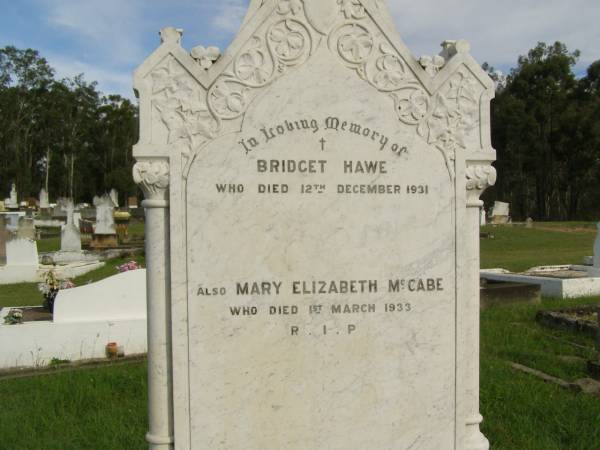 In Loving Memory of
BRIDGET HAWE
WHO DIED 12TH DECEMBER 1931
ALSO MARY ELIZABETH McCABE
WHO DIED 1ST MARCH 1933
R.I.P